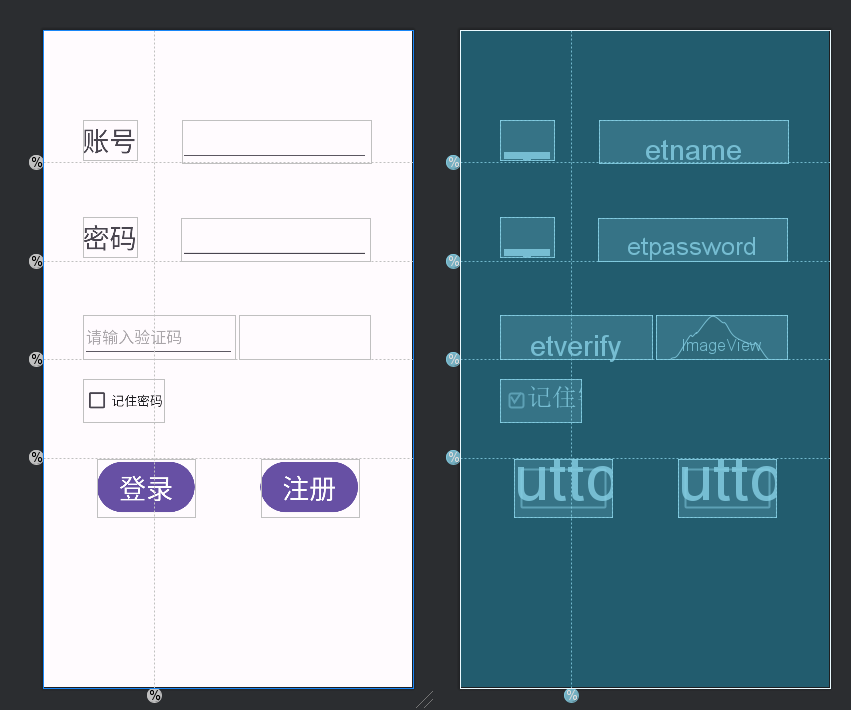 账号
密码
请输入验证码
记住密码
登录
注册
%
%
%
%
%
etname
etpassword
etverify
ImageView
记住
utto
utto
%
%
%
%
%